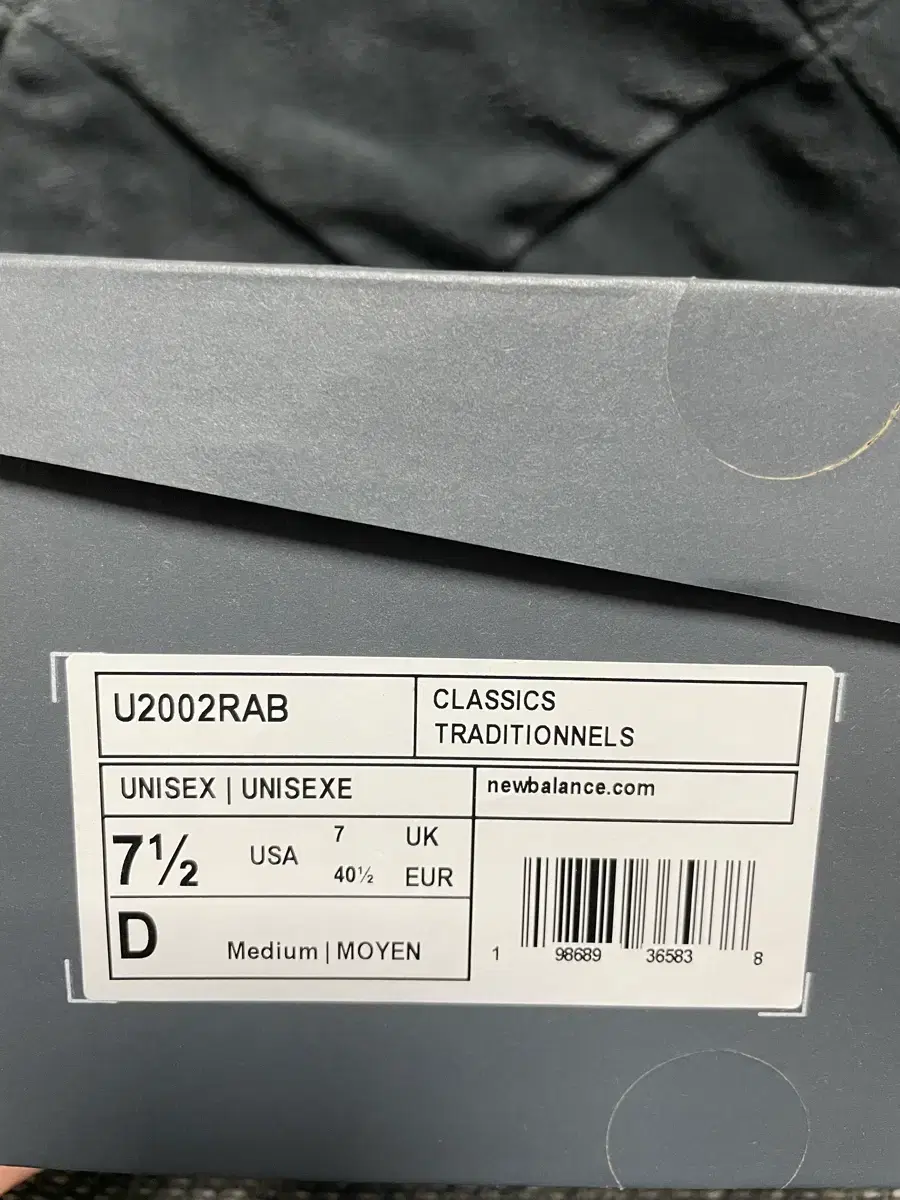 U2002RAB
CLASSICS
TRADITIONNELS
UNISEX | UNISEXE
newbalance.com
7½ USA 7 UK
40½ EUR
D Medium | MOYEN
1 98689 36583 8